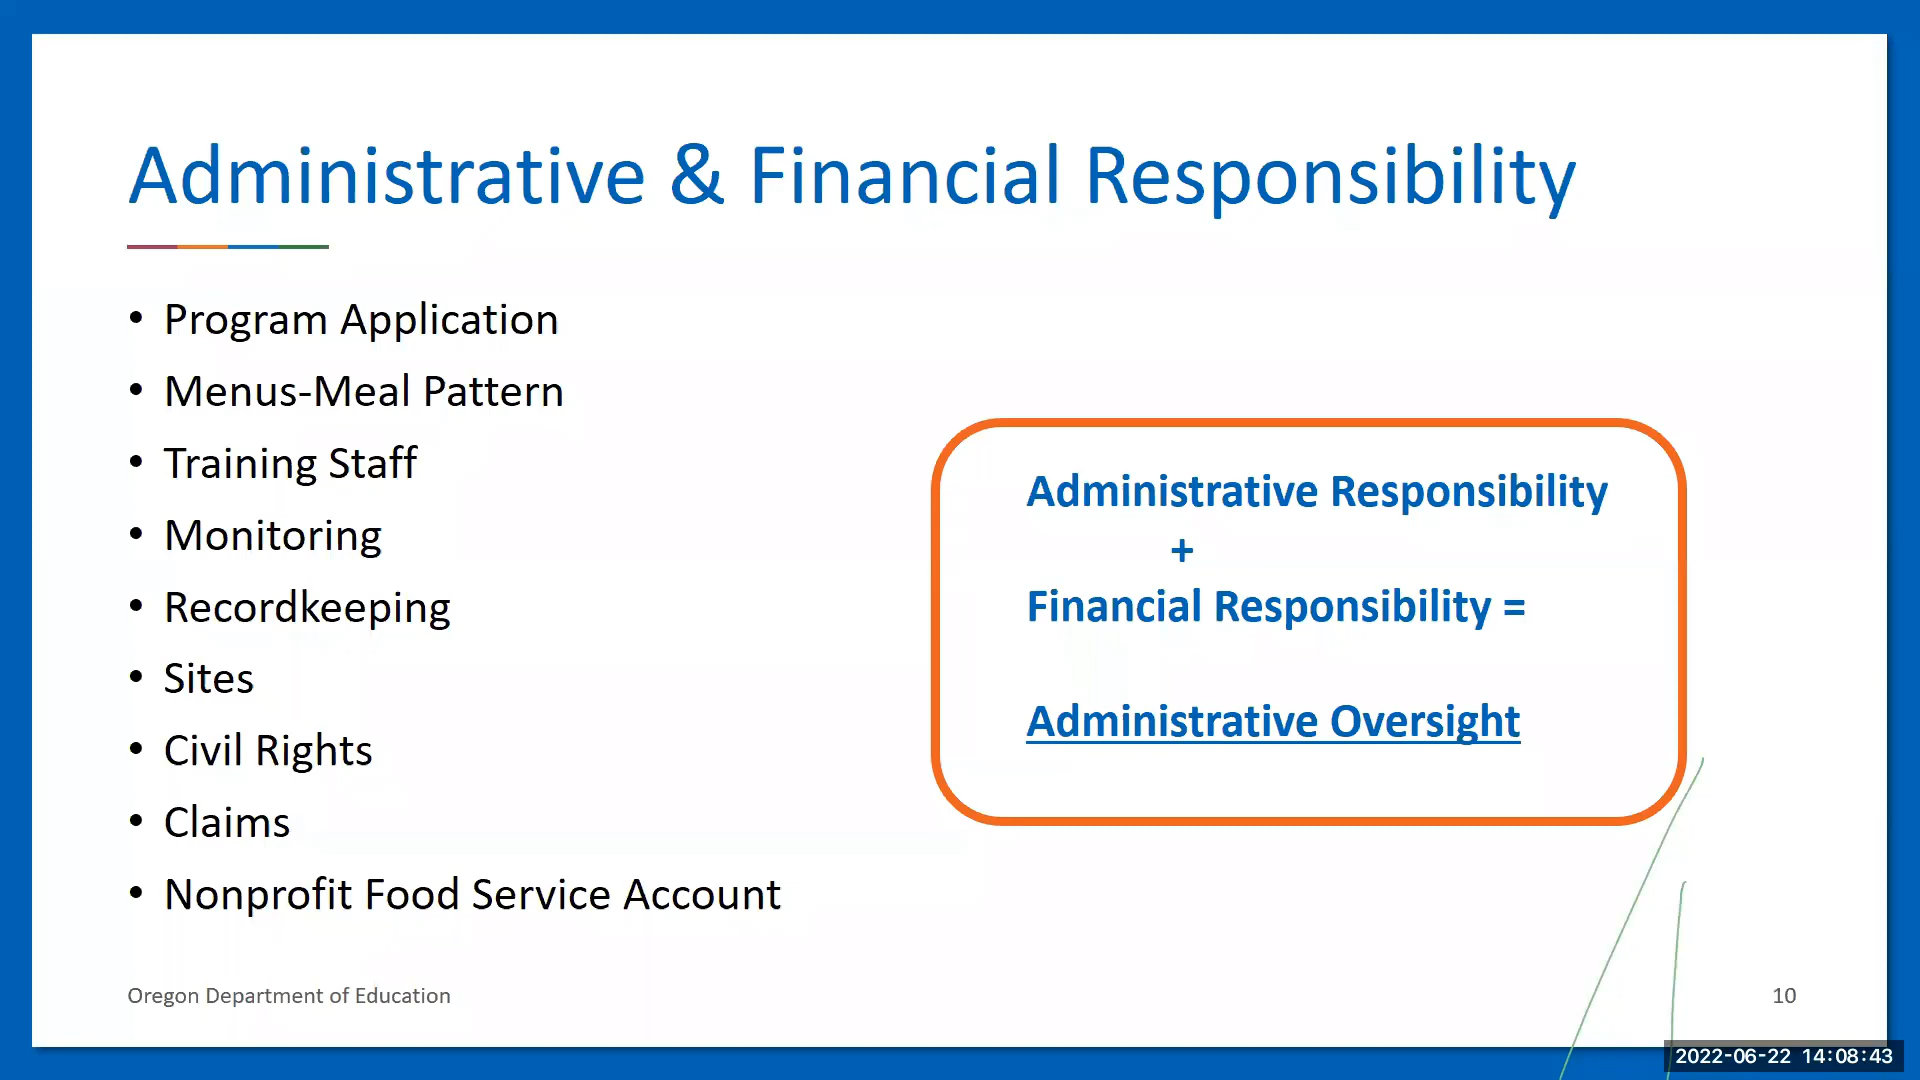 Administrative & Financial Responsibility
• Program Application
• Menus-Meal Pattern
• Training Staff
• Monitoring
• Recordkeeping
• Sites
• Civil Rights
• Claims
• Nonprofit Food Service Account
Administrative Responsibility
+
Financial Responsibility =
Administrative Oversight
Oregon Department of Education
10
2022-06-22 14:08:43